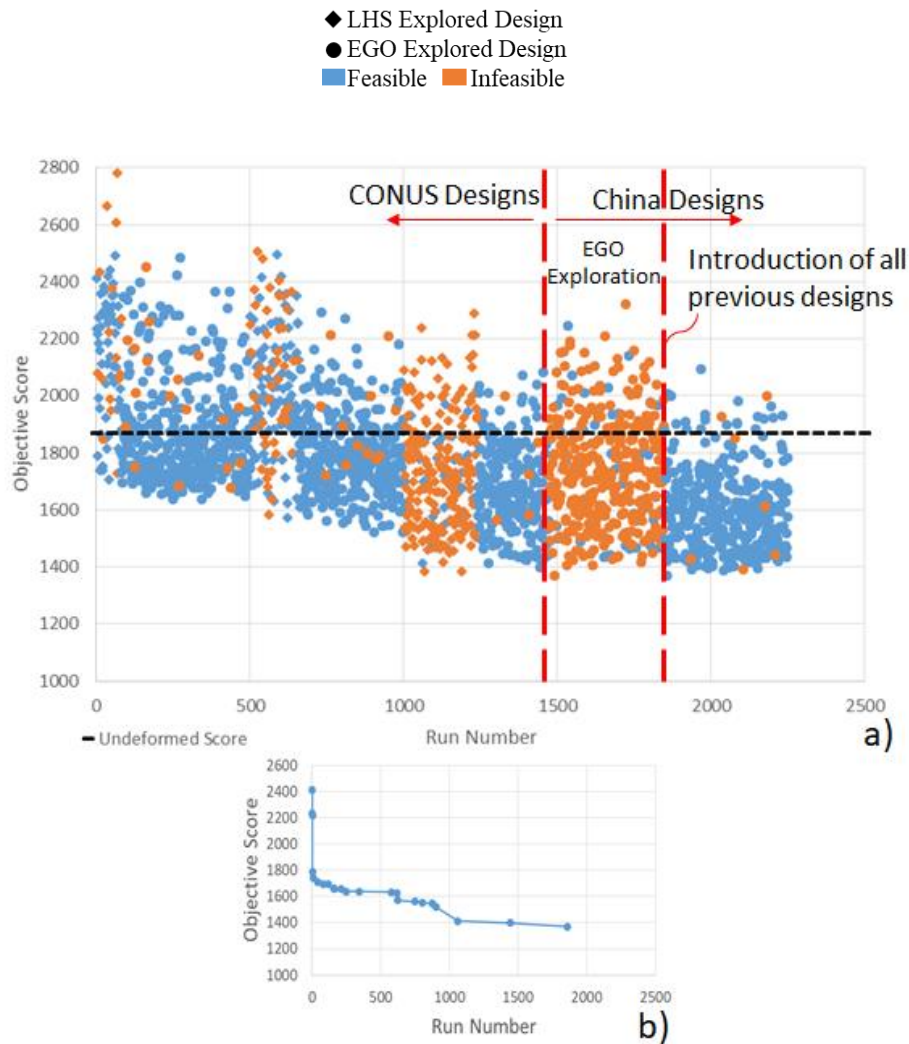 LHS Explored Design
EGO Explored Design
Feasible Infeasible
2800
2600
2400
2200
2000
1800
1600
1400
1200
1000
Objective Score
CONUS Designs
China Designs
EGO
Exploration
Introduction of all
previous designs
0 500 1000 1500 2000 2500
Undeformed Score
Run Number
a)
2600
2400
2200
2000
1800
1600
1400
1200
1000
Objective Score
0 500 1000 1500 2000 2500
Run Number
b)